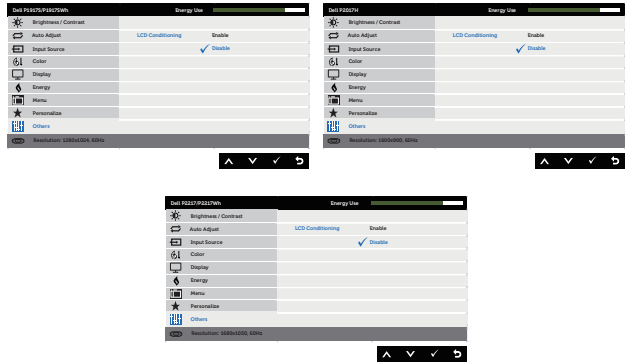 Dell P1917S/P1917SWh Energy Use
Brightness / Contrast
Auto Adjust LCD Conditioning Enable
Input Source Disable
Color
Display
Energy
Menu
Personalize
Others
Resolution: 1280x1024, 60Hz
Dell P2017H Energy Use
Brightness / Contrast
Auto Adjust LCD Conditioning Enable
Input Source Disable
Color
Display
Energy
Menu
Personalize
Others
Resolution: 1600x900, 60Hz
Dell P2217/P2217Wh Energy Use
Brightness / Contrast
Auto Adjust LCD Conditioning Enable
Input Source Disable
Color
Display
Energy
Menu
Personalize
Others
Resolution: 1680x1050, 60Hz